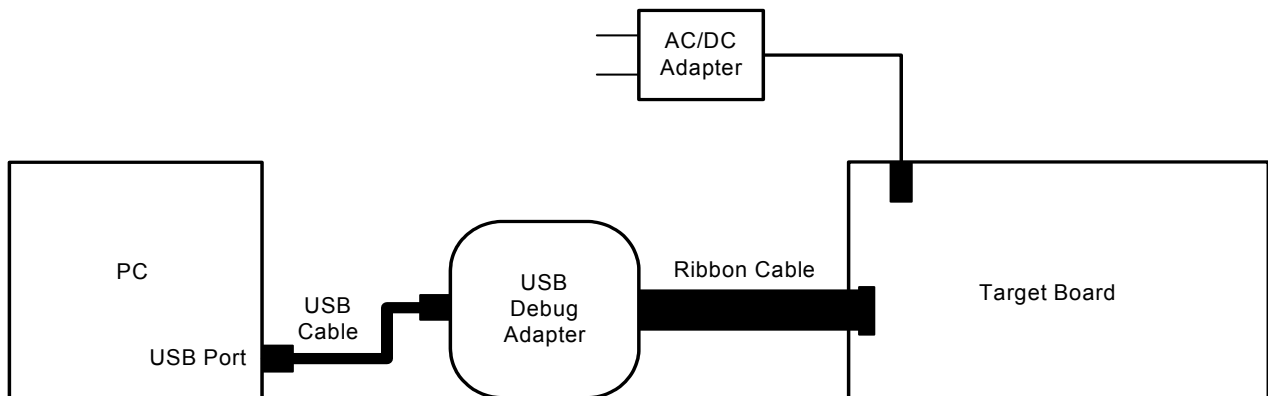 AC/DC
Adapter
PC
USB Port
USB
Cable
USB
Debug
Adapter
Ribbon Cable
Target Board